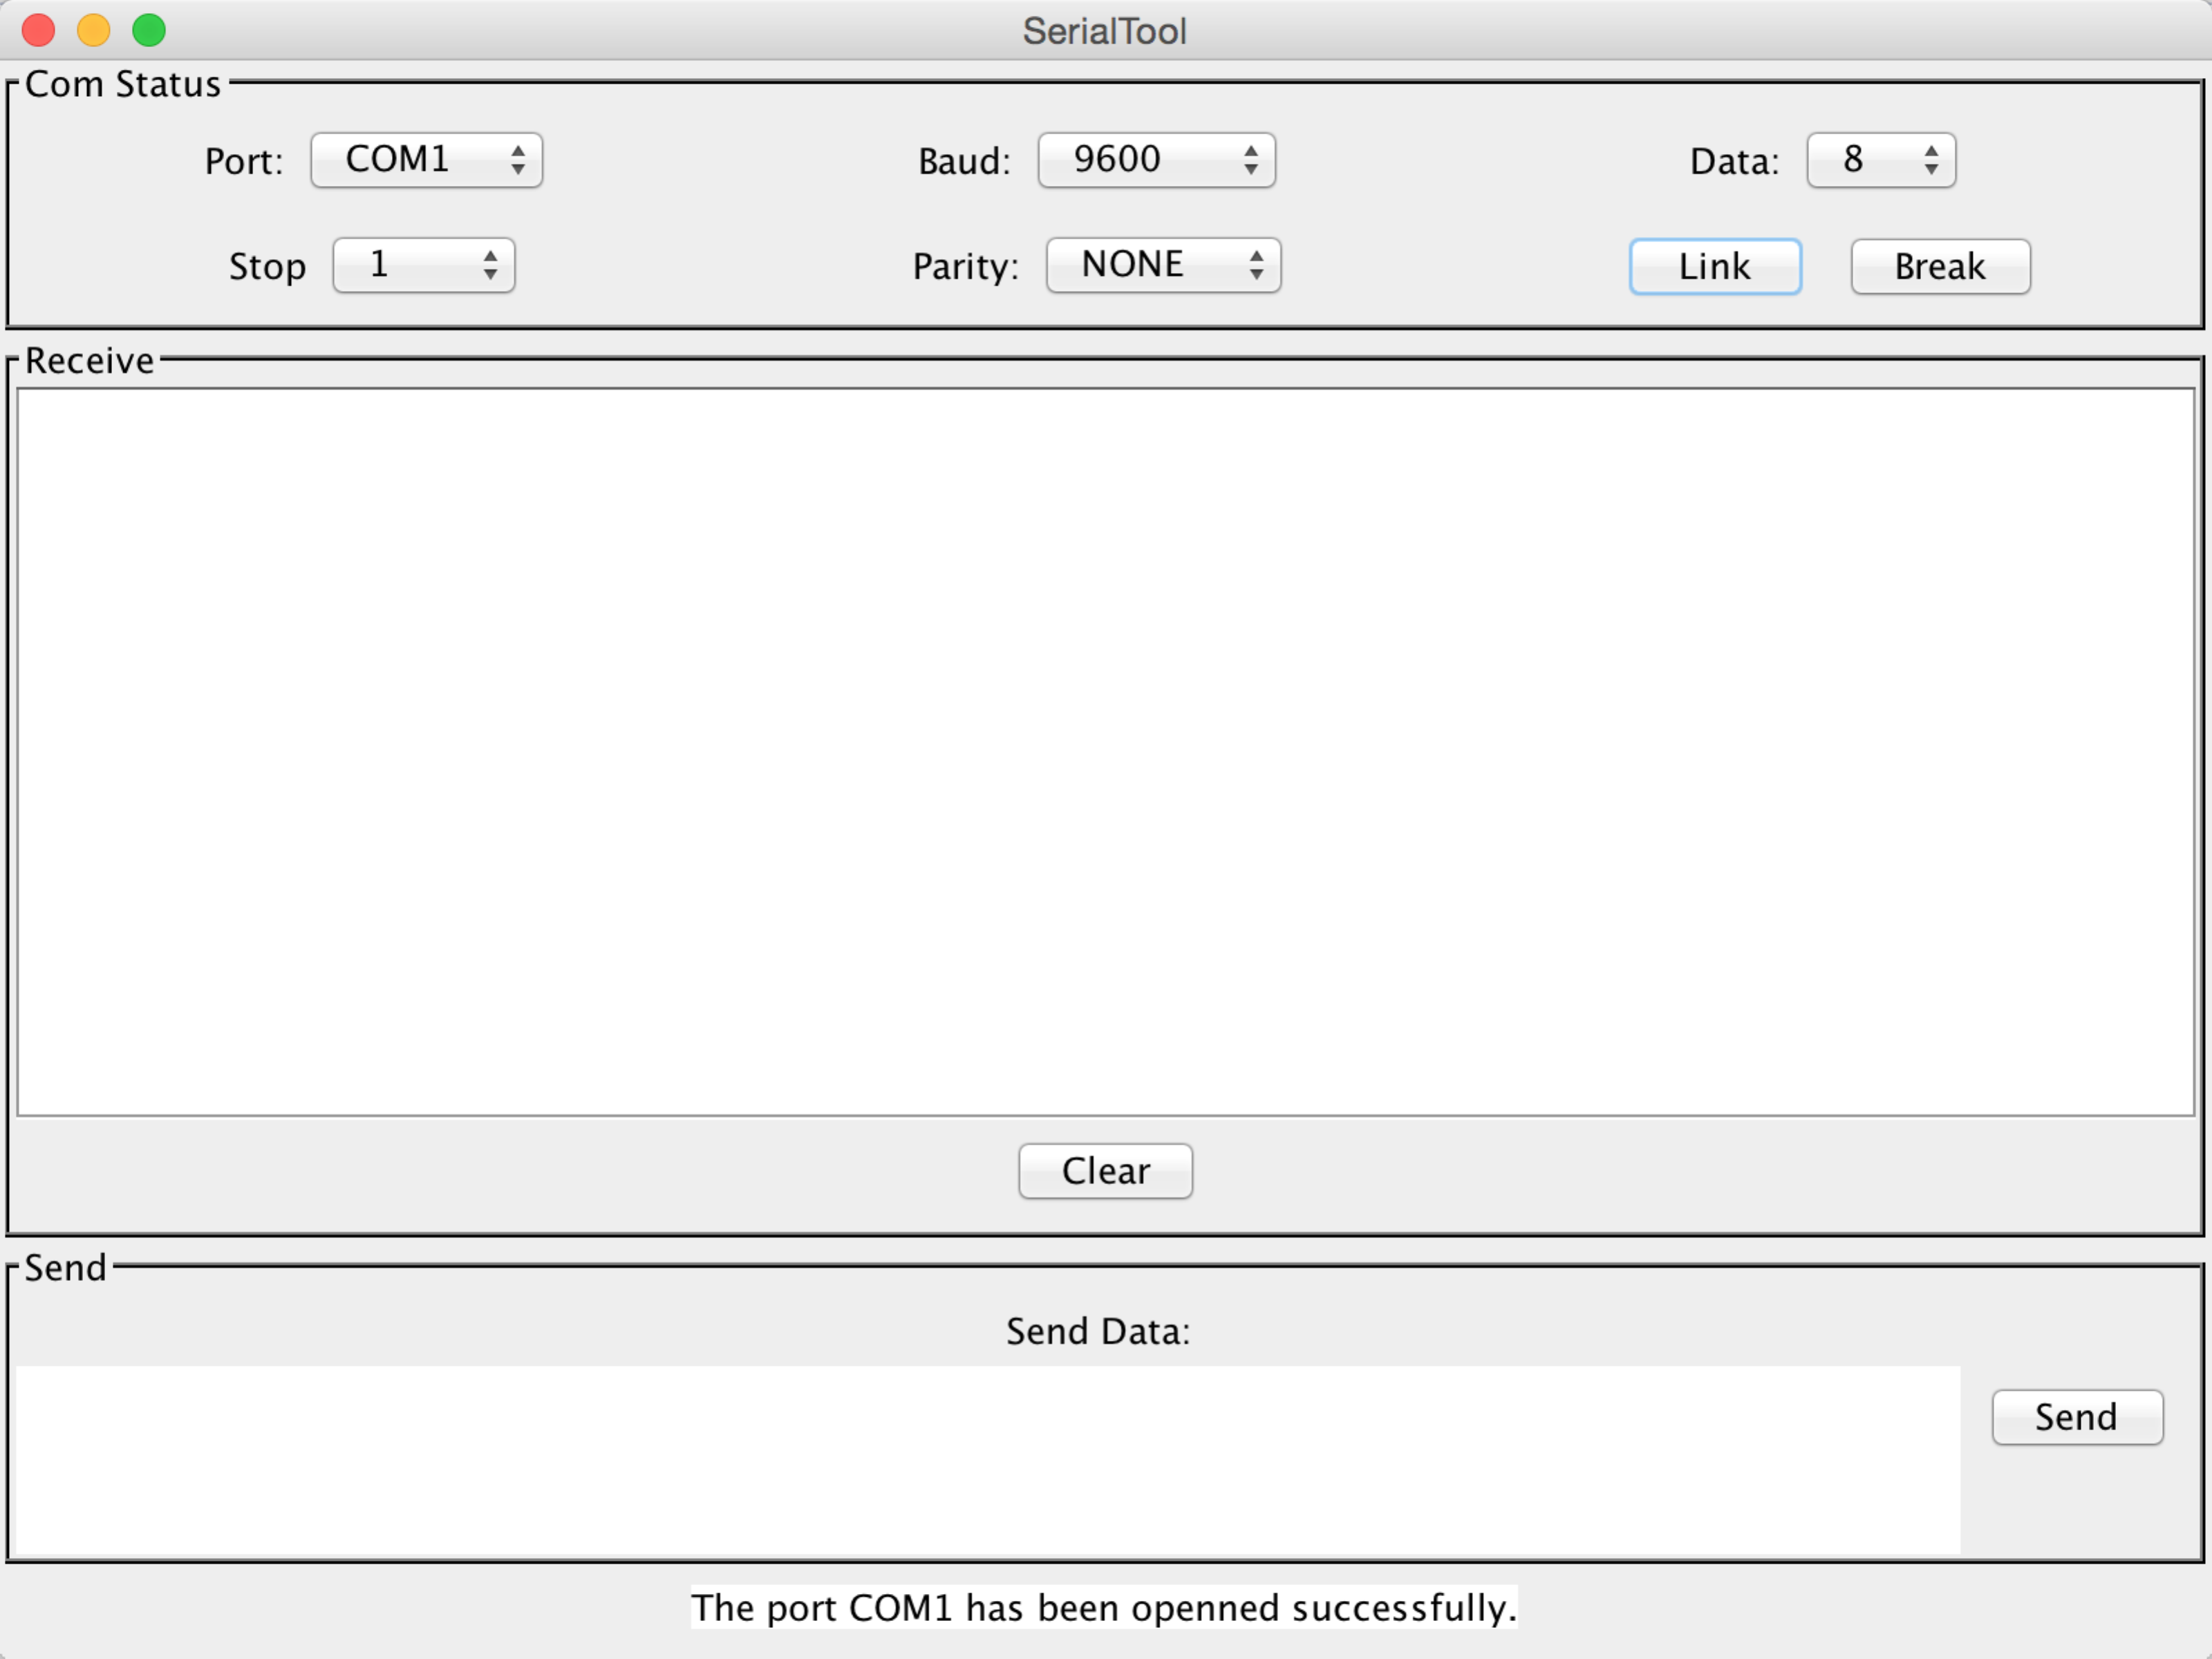 SerialTool
Com Status
Port: COM1 Baud: 9600 Data: 8
Stop 1 Parity: NONE Link Break
Receive
Clear
Send
Send Data:
Send
The port COM1 has been openned successfully.